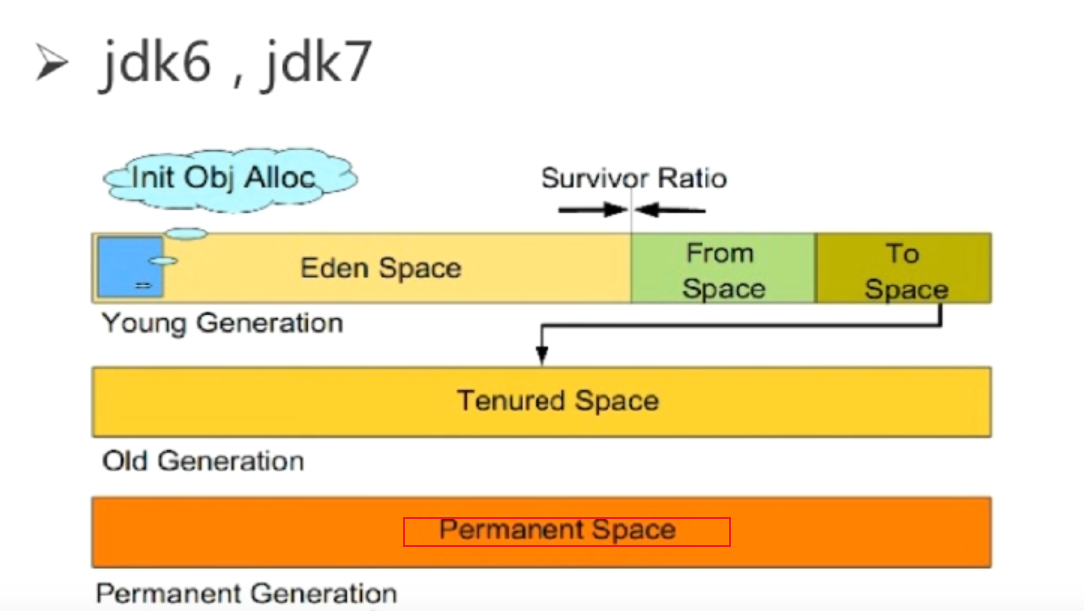 jdk6 , jdk7
Init Obj Alloc
Survivor Ratio
Eden Space
From
Space
To
Space
Young Generation
Tenured Space
Old Generation
Permanent Space
Permanent Generation